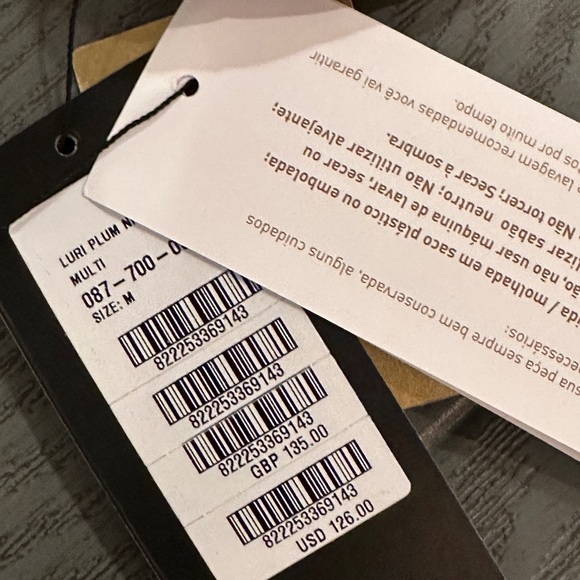 LURI PLUM
MULTI
087-700-
SIZE: M
822253369143
822253369143
822253369143
GBP 135.00
822253369143
USD 126.00
peça sempre bem conservada, alguns cuidados
necessários:
/ molhada em saco plástico ou embolada;
não usar máquina de lavar, secar ou
sabão neutro; Não utilizar alvejante;
Não torcer; Secar à sombra.
lavagem recomendadas você vai garantir
por muito tempo.